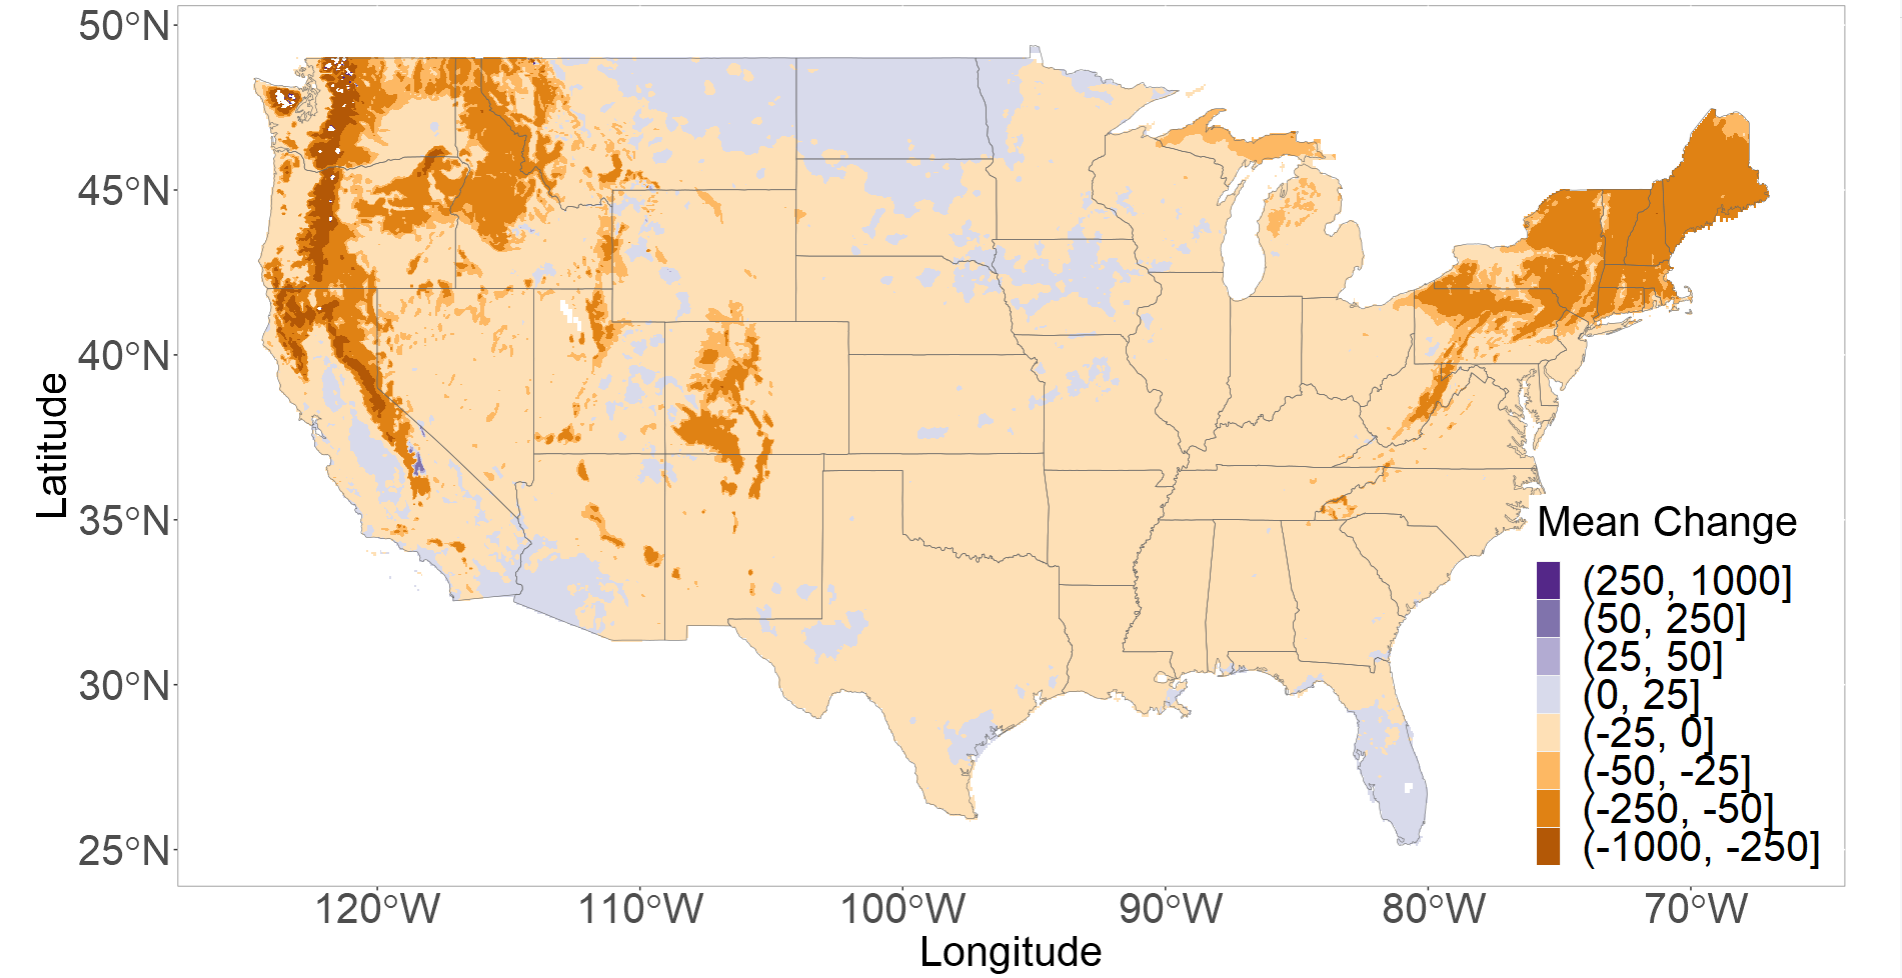 50°N
45°N
40°N
35°N
30°N
25°N
Latitude
120°W
110°W
100°W
90°W
80°W
70°W
Longitude
Mean Change
(250, 1000]
(50, 250]
(25, 50]
(0, 25]
(-25, 0]
(-50, -25]
(-250, -50]
(-1000, -250]